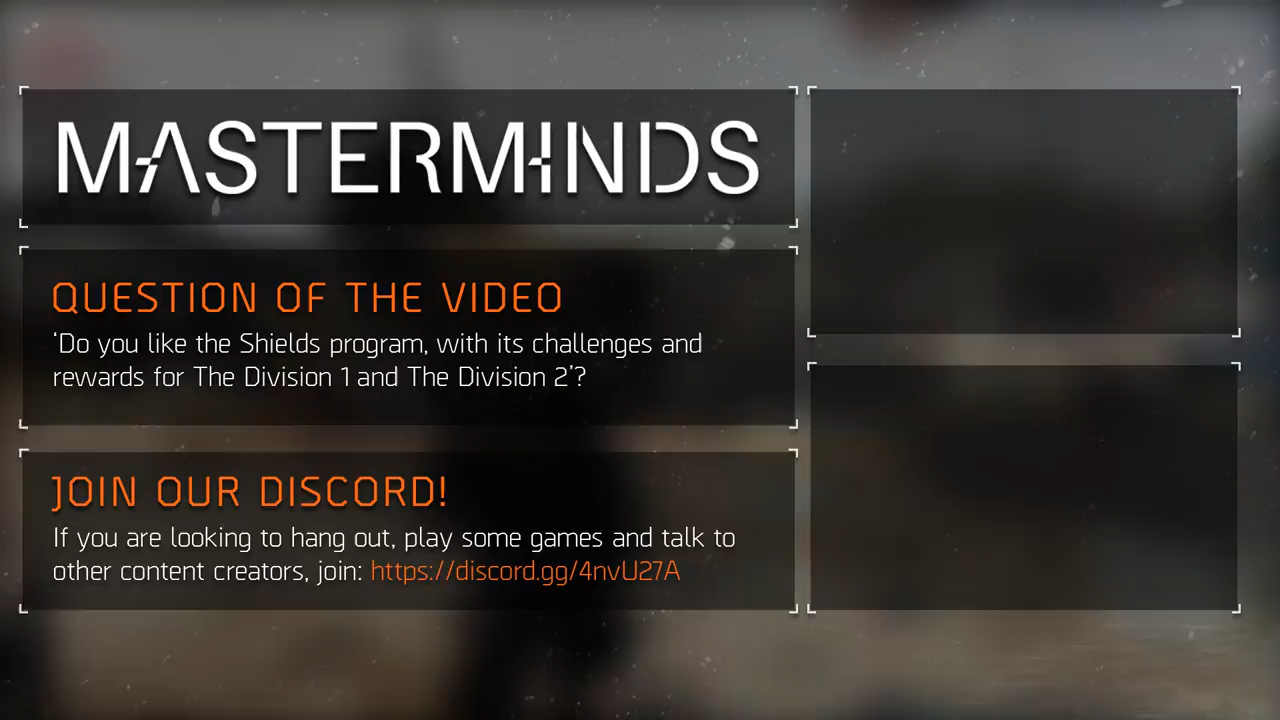 MASTERMINDS
QUESTION OF THE VIDEO
‘Do you like the Shields program, with its challenges and
rewards for The Division 1 and The Division 2’?
JOIN OUR DISCORD!
If you are looking to hang out, play some games and talk to
other content creators, join: https://discord.gg/4nvU27A